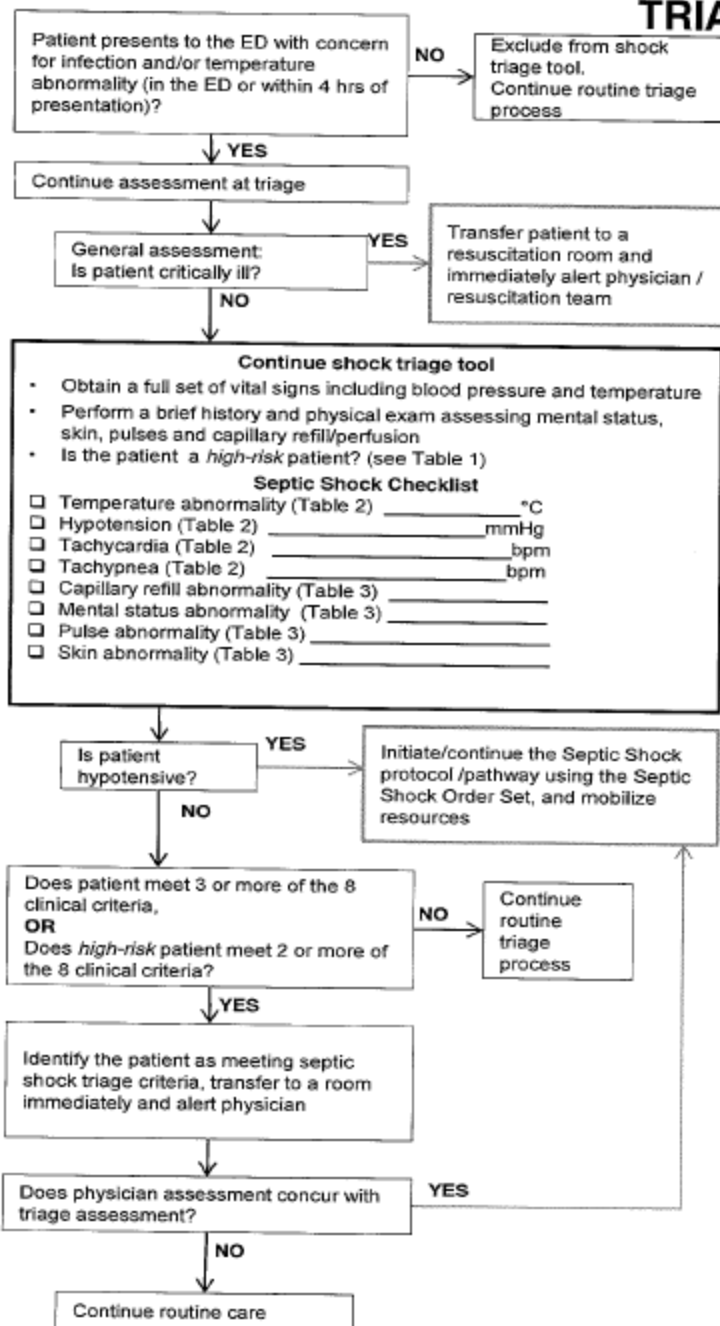 TRIA
Patient presents to the ED with concern
for infection and/or temperature
abnormality (in the ED or within 4 hrs of
presentation)?
NO
Exclude from shock
triage tool.
Continue routine triage
process
YES
Continue assessment at triage
General assessment:
Is patient critically ill?
YES
Transfer patient to a
resuscitation room and
immediately alert physician /
resuscitation team
NO
Continue shock triage tool
• Obtain a full set of vital signs including blood pressure and temperature
• Perform a brief history and physical exam assessing mental status,
skin, pulses and capillary refill/perfusion
• Is the patient a high-risk patient? (see Table 1)
Septic Shock Checklist
❑ Temperature abnormality (Table 2) ____________°C
❑ Hypotension (Table 2) ____________________mmHg
❑ Tachycardia (Table 2) ______________________bpm
❑ Tachypnea (Table 2) ______________________bpm
❑ Capillary refill abnormality (Table 3) ______________
❑ Mental status abnormality (Table 3) ______________
❑ Pulse abnormality (Table 3) ______________________
❑ Skin abnormality (Table 3) ______________________
Is patient
hypotensive?
YES
Initiate/continue the Septic Shock
protocol /pathway using the Septic
Shock Order Set, and mobilize
resources
NO
Does patient meet 3 or more of the 8
clinical criteria,
OR
Does high-risk patient meet 2 or more of
the 8 clinical criteria?
NO
Continue
routine
triage
process
YES
Identify the patient as meeting septic
shock triage criteria, transfer to a room
immediately and alert physician
Does physician assessment concur with
triage assessment?
YES
NO
Continue routine care